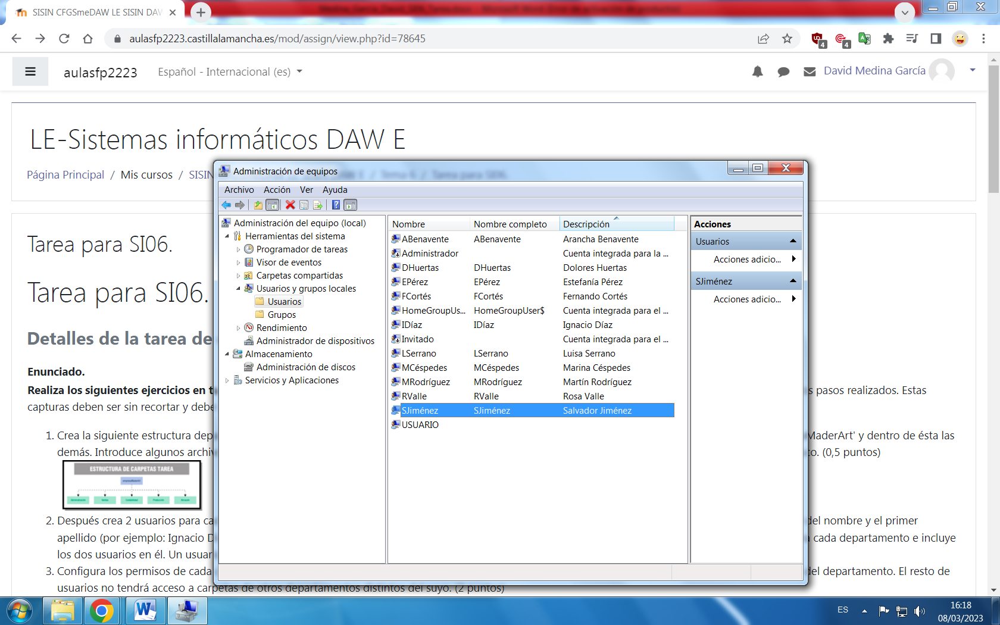 SISIN CFGSmeDAW LE SISIN DAW
aulasfp2223.castillalamancha.es/mod/assign/view.php?id=78645
4
4
aulasfp2223
Español - Internacional (es)
David Medina García
LE-Sistemas informáticos DAW E
Página Principal / Mis cursos / SISIN
Tarea para SI06.
Tarea para SI06.
Detalles de la tarea de
Enunciado.
Realiza los siguientes ejercicios en t
s pasos realizados. Estas
capturas deben ser sin recortar y debe
1. Crea la siguiente estructura dep
MaderArt' y dentro de ésta las
demás. Introduce algunos archiv
co. (0,5 puntos)
ESTRUCTURA DE CARPETAS TAREA
2. Después crea 2 usuarios para ca
del nombre y el primer
apellido (por ejemplo: Ignacio D
cada departamento e incluye
los dos usuarios en él. Un usuar
3. Configura los permisos de cada
del departamento. El resto de
usuarios no tendrá acceso a carpetas de otros departamentos distintos del suyo. (2 puntos)
Administración de equipos
Archivo Acción Ver Ayuda
Administración del equipo (local)
Herramientas del sistema
Programador de tareas
Visor de eventos
Carpetas compartidas
Usuarios y grupos locales
Usuarios
Grupos
Rendimiento
Administrador de dispositivos
Almacenamiento
Administración de discos
Servicios y Aplicaciones
Nombre Nombre completo Descripción
ABenavente ABenavente Arancha Benavente
Administrador Cuenta integrada para la ...
DHuertas DHuertas Dolores Huertas
EPérez EPérez Estefanía Pérez
FCortés FCortés Fernando Cortés
HomeGroupUs... HomeGroupUser$ Cuenta integrada para el ...
IDíaz IDíaz Ignacio Díaz
Invitado Cuenta integrada para el ...
LSerrano LSerrano Luisa Serrano
MCéspedes MCéspedes Marina Céspedes
MRodríguez MRodríguez Martín Rodríguez
RValle RValle Rosa Valle
SJiménez SJiménez Salvador Jiménez
USUARIO
Acciones
Usuarios
Acciones adicio...
SJiménez
Acciones adicio...
ES
16:18
08/03/2023